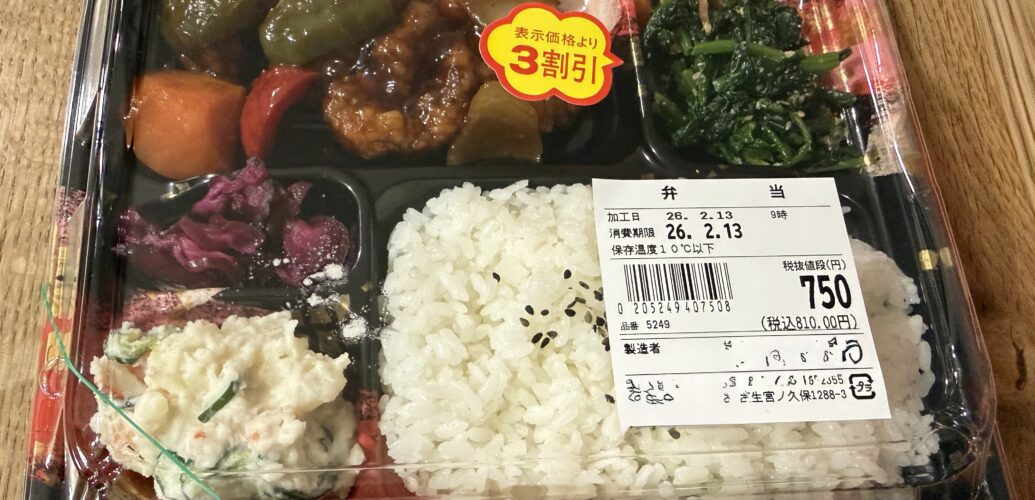 表示価格より
3割引
弁 当
加工日 26. 2.13 9時
消費期限 26. 2.13
保存温度10℃以下
税抜値段(円)
750
0 205249 407508
(税込810.00円)
品番 5249
製造者
生宮ノ久保1288-3
プラ